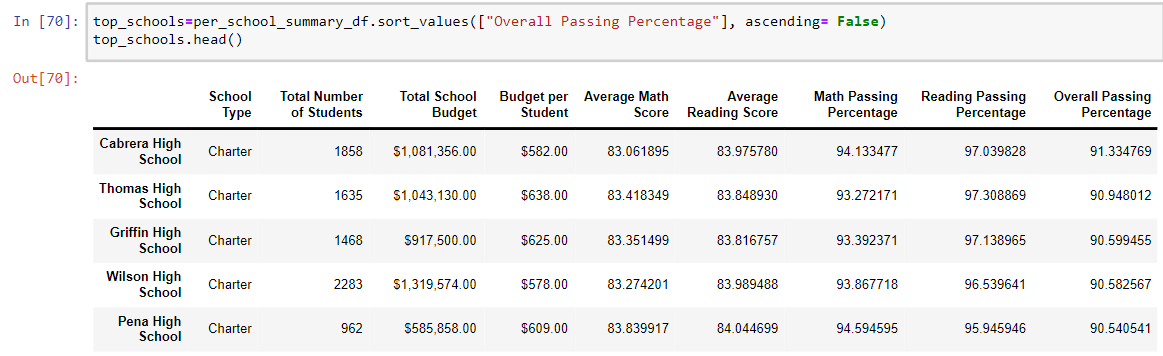 In [70]: top_schools=per_school_summary_df.sort_values(["Overall Passing Percentage"], ascending= False)
top_schools.head()
Out[70]:
School Type Total Number of Students Total School Budget Budget per Student Average Math Score Average Reading Score Math Passing Percentage Reading Passing Percentage Overall Passing Percentage
Cabrera High School Charter 1858 $1,081,356.00 $582.00 83.061895 83.975780 94.133477 97.039828 91.334769
Thomas High School Charter 1635 $1,043,130.00 $638.00 83.418349 83.848930 93.272171 97.308869 90.948012
Griffin High School Charter 1468 $917,500.00 $625.00 83.351499 83.816757 93.392371 97.138965 90.599455
Wilson High School Charter 2283 $1,319,574.00 $578.00 83.274201 83.989488 93.867718 96.539641 90.582567
Pena High School Charter 962 $585,858.00 $609.00 83.839917 84.044699 94.594595 95.945946 90.540541